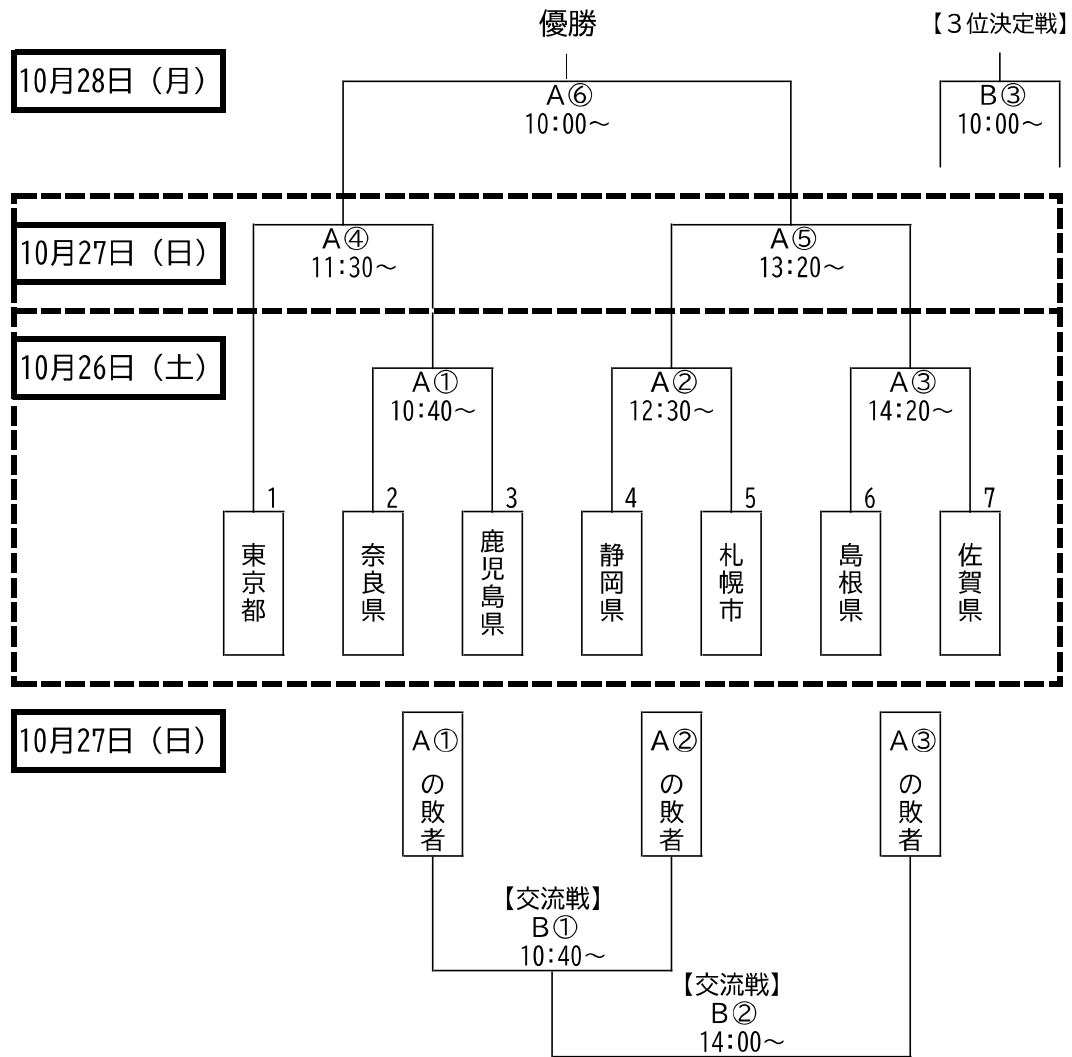 優勝
【３位決定戦】
10月28日（月）
A⑥
10:00～
B③
10:00～
10月27日（日）
A④
11:30～
A⑤
13:20～
10月26日（土）
A①
10:40～
A②
12:30～
A③
14:20～
1
2
3
4
5
6
7
東京都
奈良県
鹿児島県
静岡県
札幌市
島根県
佐賀県
10月27日（日）
A①の敗者
A②の敗者
A③の敗者
【交流戦】
B①
10:40～
【交流戦】
B②
14:00～